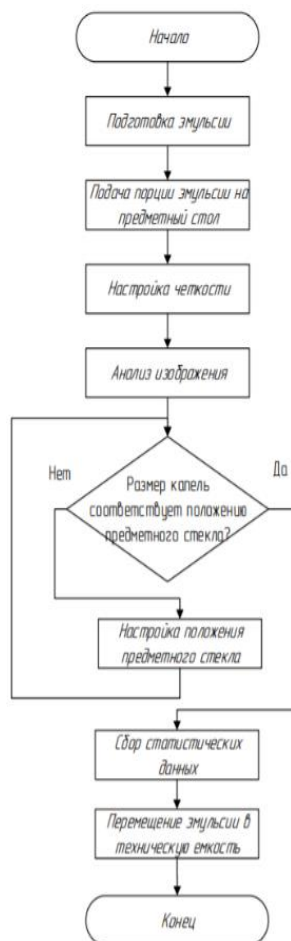 Начало
Подготовка эмульсии
Подача порции эмульсии на
предметный стол
Настройка четкости
Анализ изображения
Нет
Да
Размер капель
соответствует положению
предметного стекла?
Настройка положения
предметного стекла
Сбор статистических
данных
Перемещение эмульсии в
техническую емкость
Конец